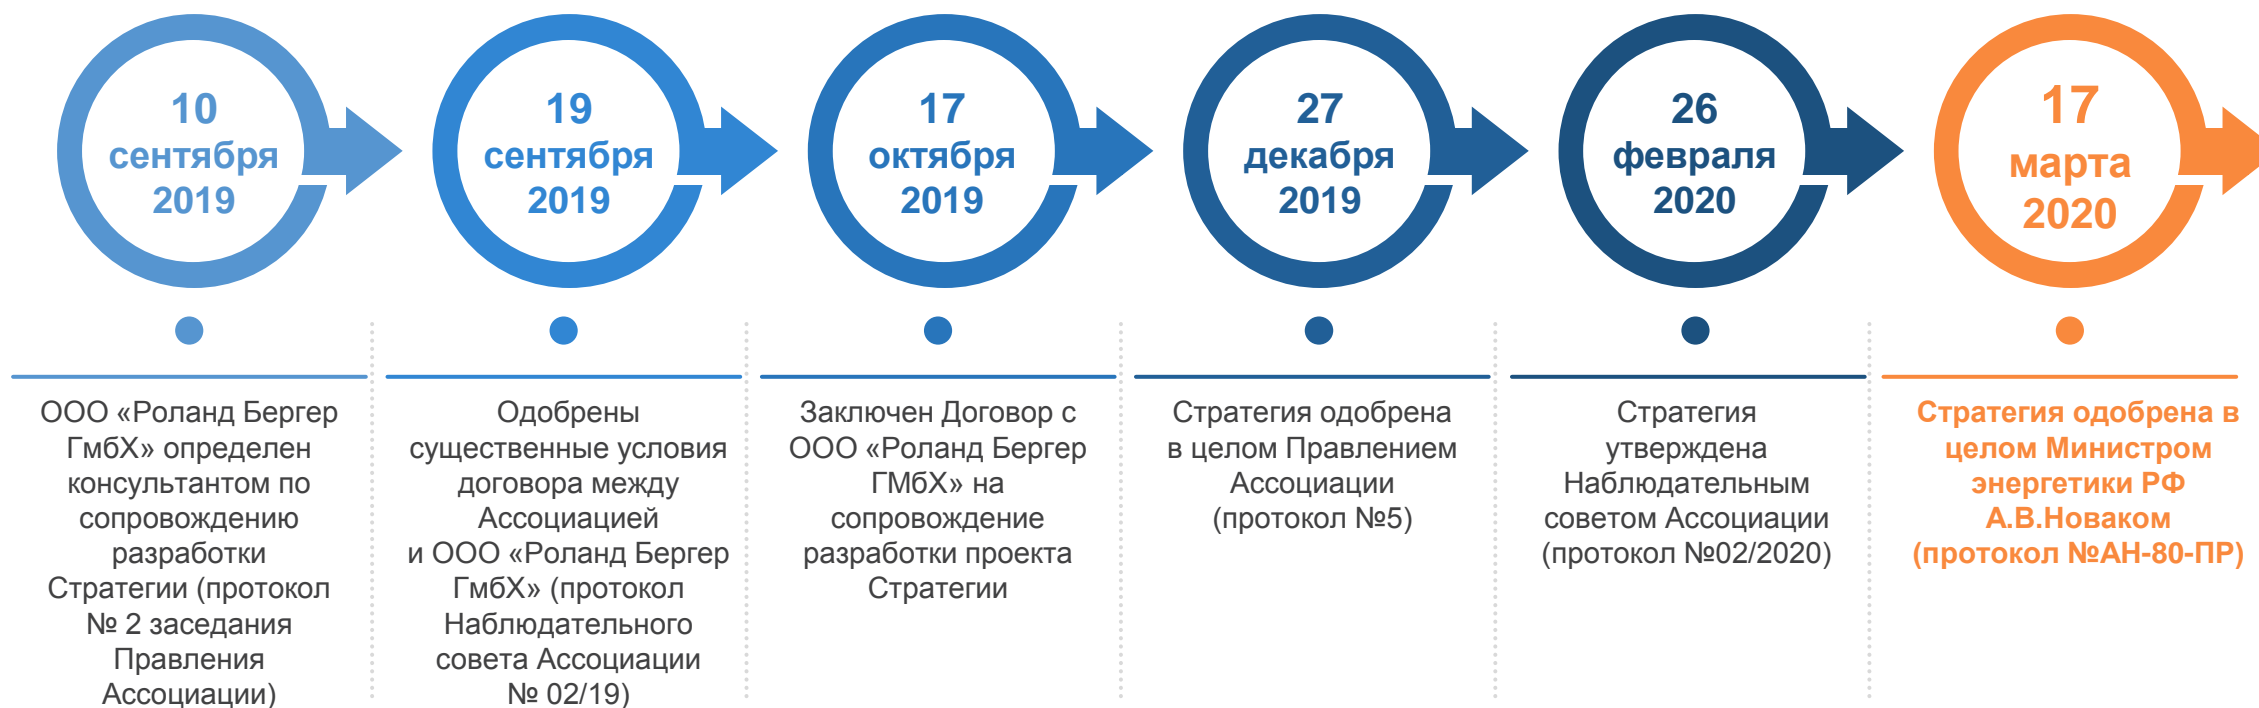 10
сентября
2019
19
сентября
2019
17
октября
2019
27
декабря
2019
26
февраля
2020
17
марта
2020
ООО «Роланд Бергер
ГмбХ» определен
консультантом по
сопровождению
разработки
Стратегии (протокол
№ 2 заседания
Правления
Ассоциации)
Одобрены
существенные условия
договора между
Ассоциацией
и ООО «Роланд Бергер
ГмбХ» (протокол
Наблюдательного
совета Ассоциации
№ 02/19)
Заключен Договор с
ООО «Роланд Бергер
ГМбХ» на
сопровождение
разработки проекта
Стратегии
Стратегия одобрена
в целом Правлением
Ассоциации
(протокол №5)
Стратегия
утверждена
Наблюдательным
советом Ассоциации
(протокол №02/2020)
Стратегия одобрена в
целом Министром
энергетики РФ
А.В.Новаком
(протокол №АН-80-ПР)